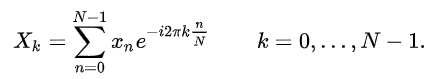 $$X_k = \sum_{n=0}^{N-1} x_n e^{-i2\pi k\frac{n}{N}} \qquad k = 0, \ldots, N-1.$$